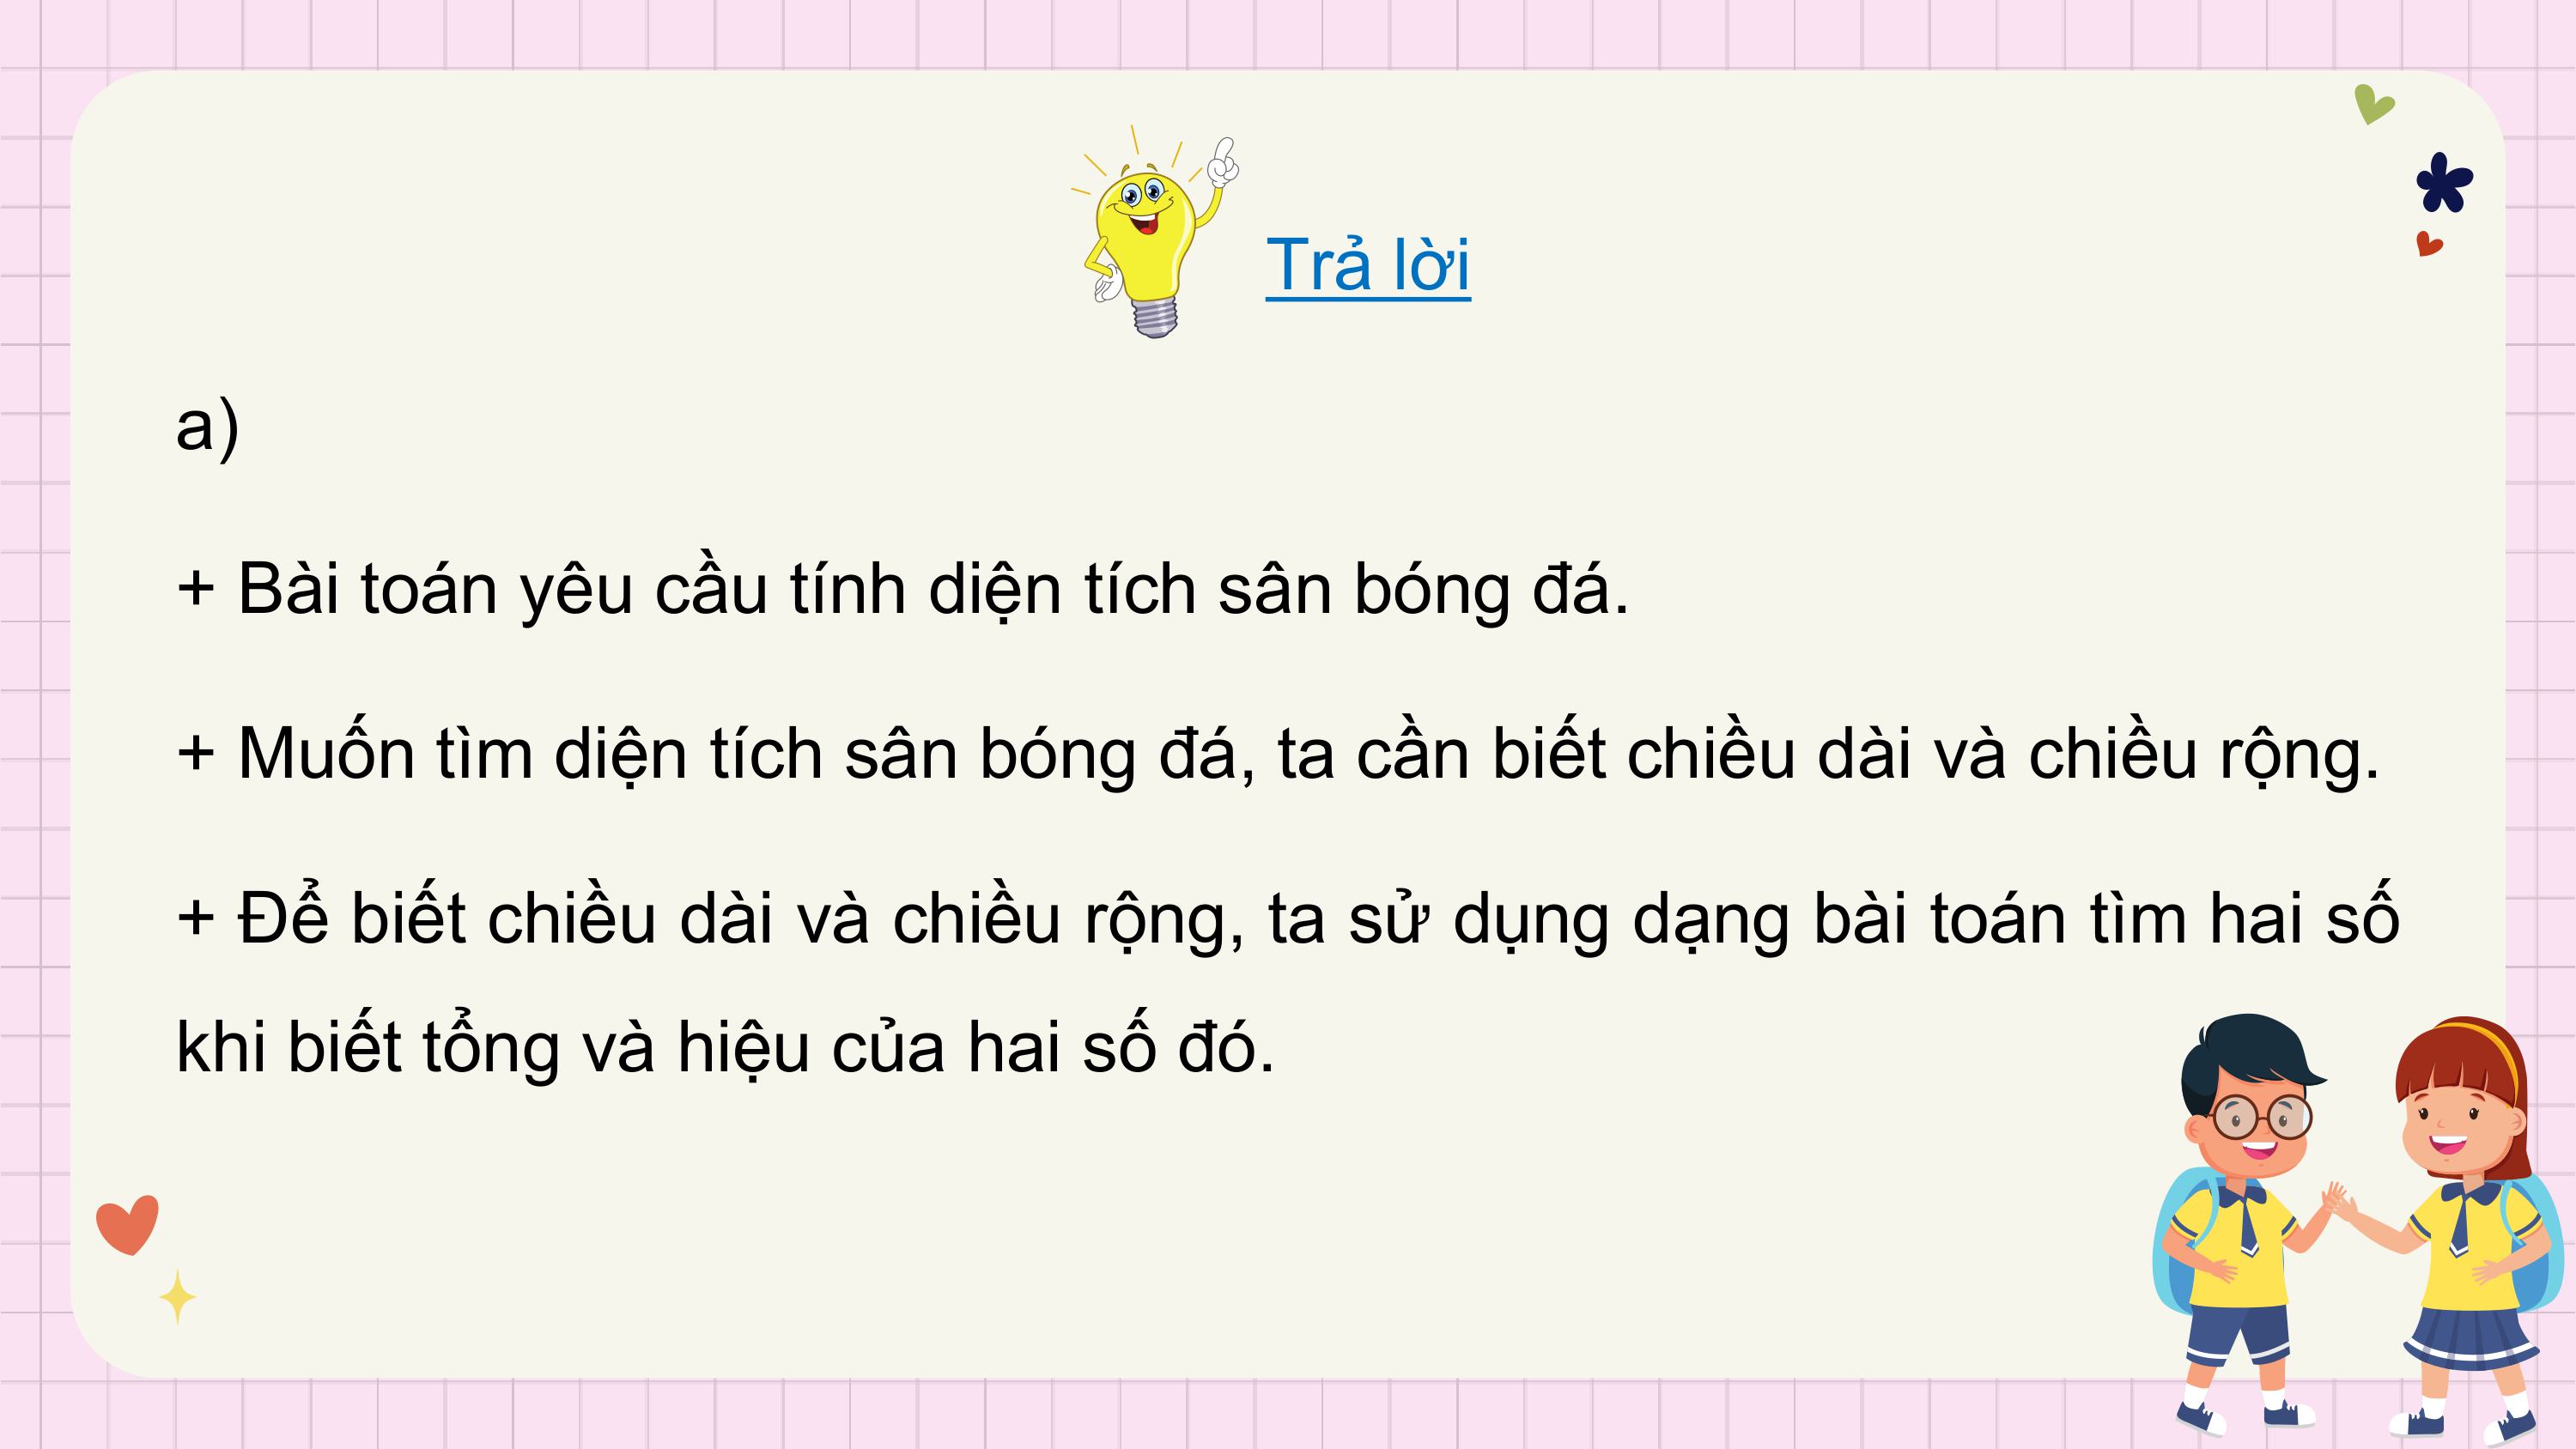 Trả lời
a)
+ Bài toán yêu cầu tính diện tích sân bóng đá.
+ Muốn tìm diện tích sân bóng đá, ta cần biết chiều dài và chiều rộng.
+ Để biết chiều dài và chiều rộng, ta sử dụng dạng bài toán tìm hai số
khi biết tổng và hiệu của hai số đó.